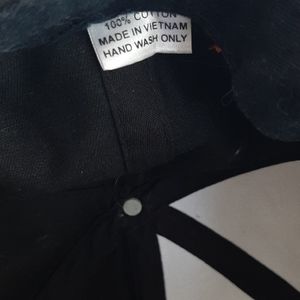 100% COTTON
MADE IN VIETNAM
HAND WASH ONLY